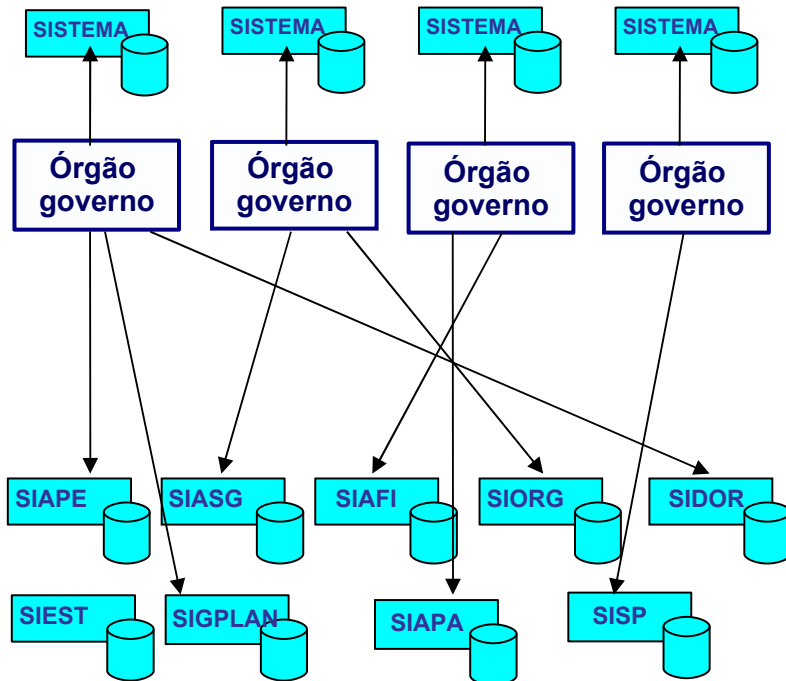 SISTEMA
SISTEMA
SISTEMA
SISTEMA
Órgão
governo
Órgão
governo
Órgão
governo
Órgão
governo
SIAPE
SIASG
SIAFI
SIORG
SIDOR
SIEST
SIGPLAN
SIAPA
SISP